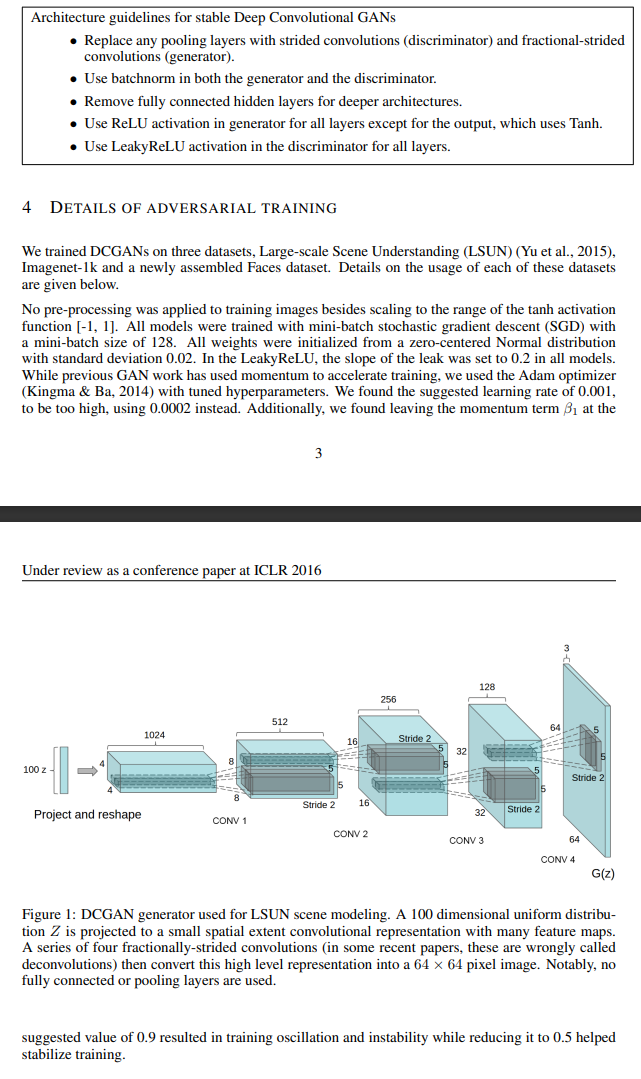 Architecture guidelines for stable Deep Convolutional GANs
• Replace any pooling layers with strided convolutions (discriminator) and fractional-strided
convolutions (generator).
• Use batchnorm in both the generator and the discriminator.
• Remove fully connected hidden layers for deeper architectures.
• Use ReLU activation in generator for all layers except for the output, which uses Tanh.
• Use LeakyReLU activation in the discriminator for all layers.
4 DETAILS OF ADVERSARIAL TRAINING
We trained DCGANs on three datasets, Large-scale Scene Understanding (LSUN) (Yu et al., 2015),
Imagenet-1k and a newly assembled Faces dataset. Details on the usage of each of these datasets
are given below.
No pre-processing was applied to training images besides scaling to the range of the tanh activation
function [-1, 1]. All models were trained with mini-batch stochastic gradient descent (SGD) with
a mini-batch size of 128. All weights were initialized from a zero-centered Normal distribution
with standard deviation 0.02. In the LeakyReLU, the slope of the leak was set to 0.2 in all models.
While previous GAN work has used momentum to accelerate training, we used the Adam optimizer
(Kingma & Ba, 2014) with tuned hyperparameters. We found the suggested learning rate of 0.001,
to be too high, using 0.0002 instead. Additionally, we found leaving the momentum term β₁ at the
3
Under review as a conference paper at ICLR 2016
100 z
Project and reshape
1024
4
4
CONV 1
512
8
8
5
5
Stride 2
CONV 2
256
16
16
Stride 2
5
5
CONV 3
128
32
32
5
5
Stride 2
CONV 4
3
64
64
5
5
Stride 2
G(z)
Figure 1: DCGAN generator used for LSUN scene modeling. A 100 dimensional uniform distribu-
tion Z is projected to a small spatial extent convolutional representation with many feature maps.
A series of four fractionally-strided convolutions (in some recent papers, these are wrongly called
deconvolutions) then convert this high level representation into a 64 × 64 pixel image. Notably, no
fully connected or pooling layers are used.
suggested value of 0.9 resulted in training oscillation and instability while reducing it to 0.5 helped
stabilize training.